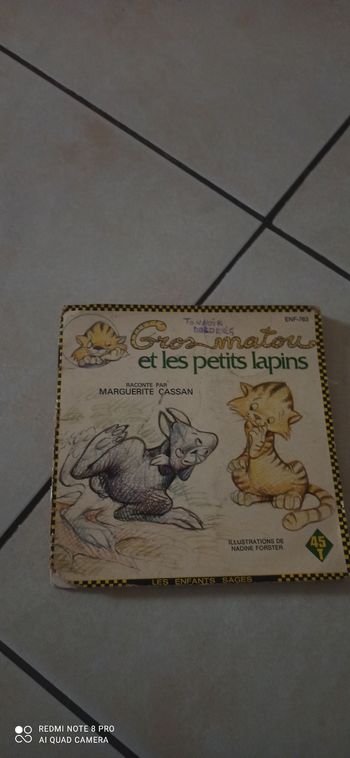 ENF-763
Gros matou
et les petits lapins
RACONTÉ PAR
MARGUERITE CASSAN
ILLUSTRATIONS DE
NADINE FORSTER
45
T
LES ENFANTS SAGES
REDMI NOTE 8 PRO
AI QUAD CAMERA